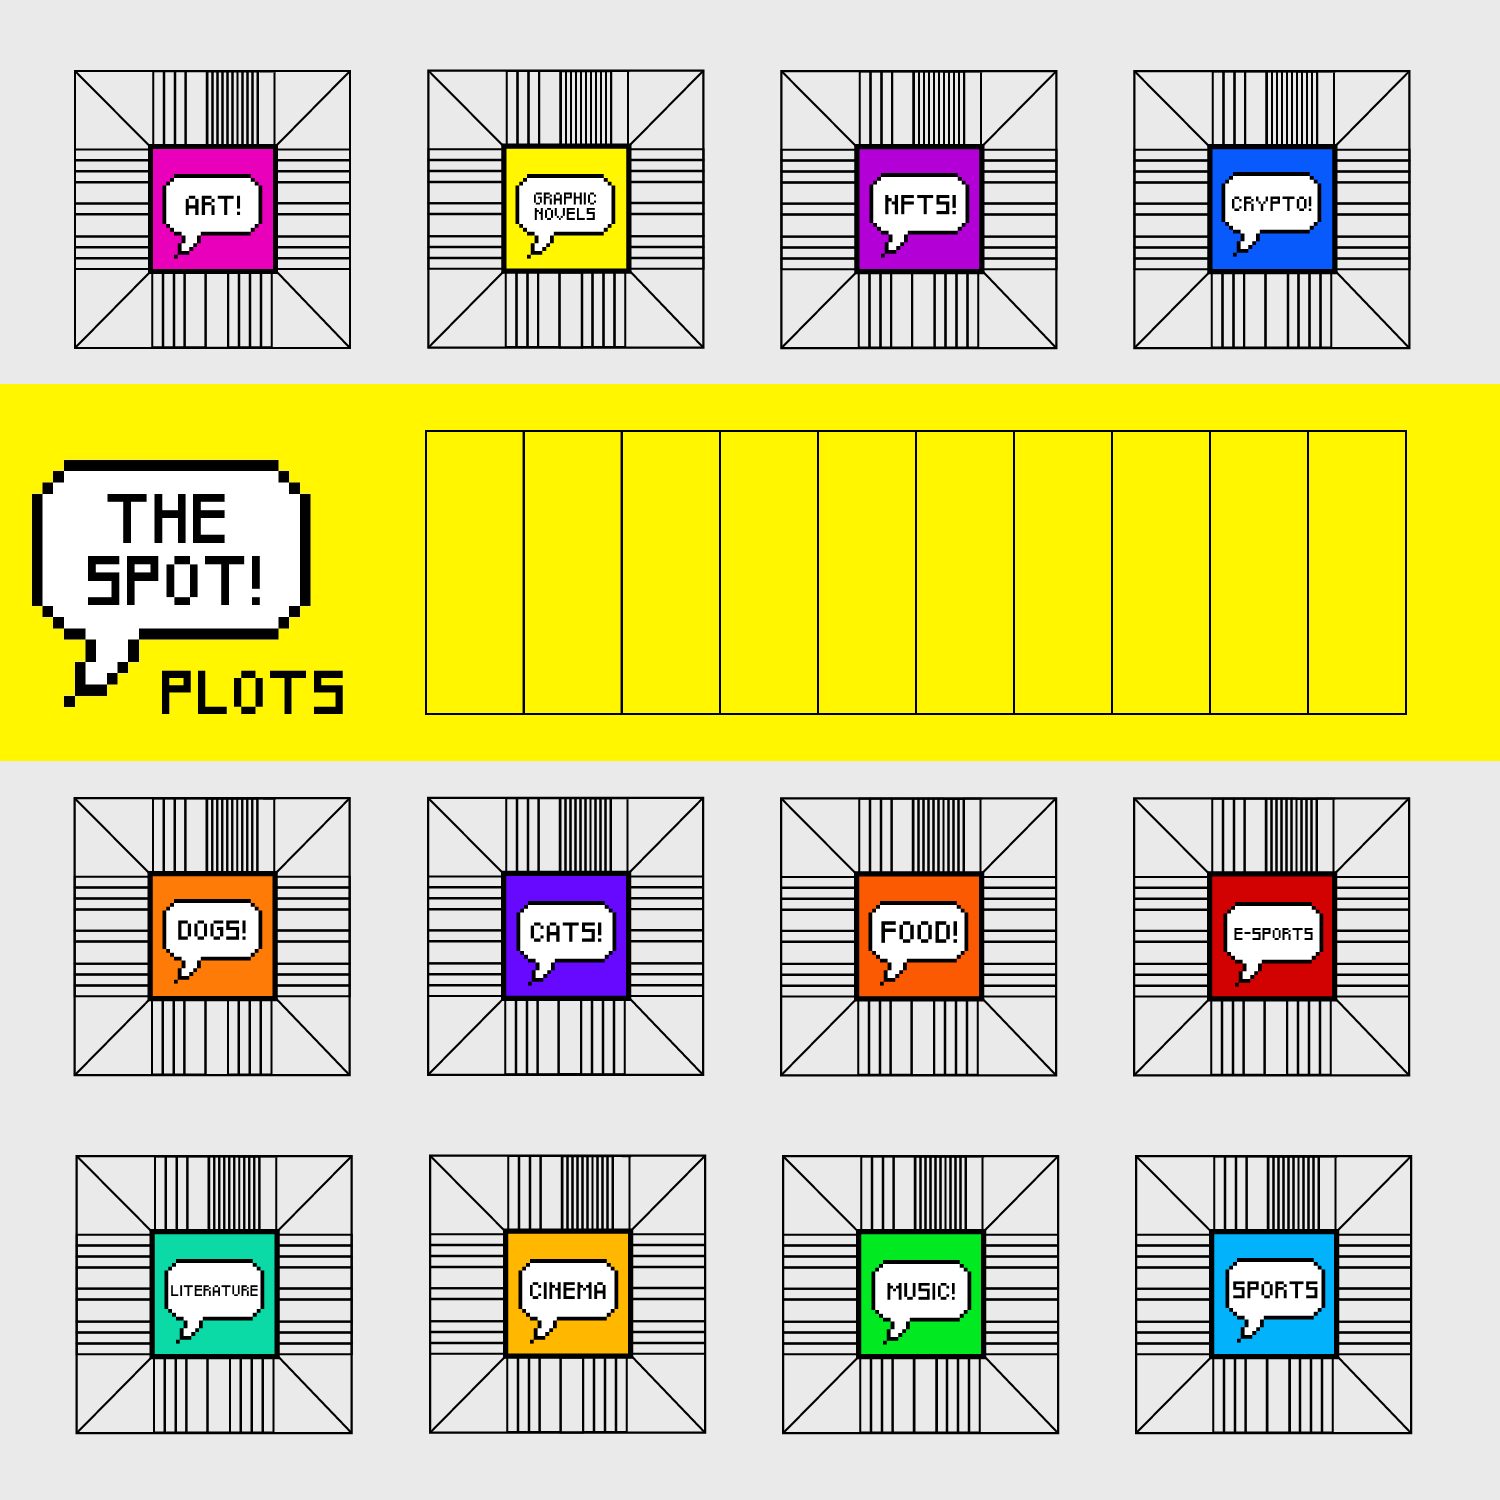 ART!
GRAPHIC
NOVELS
NFTS!
CRYPTO!
THE
SPOT!
PLOTS
DOGS!
CATS!
FOOD!
E-SPORTS
LITERATURE
CINEMA
MUSIC!
SPORTS